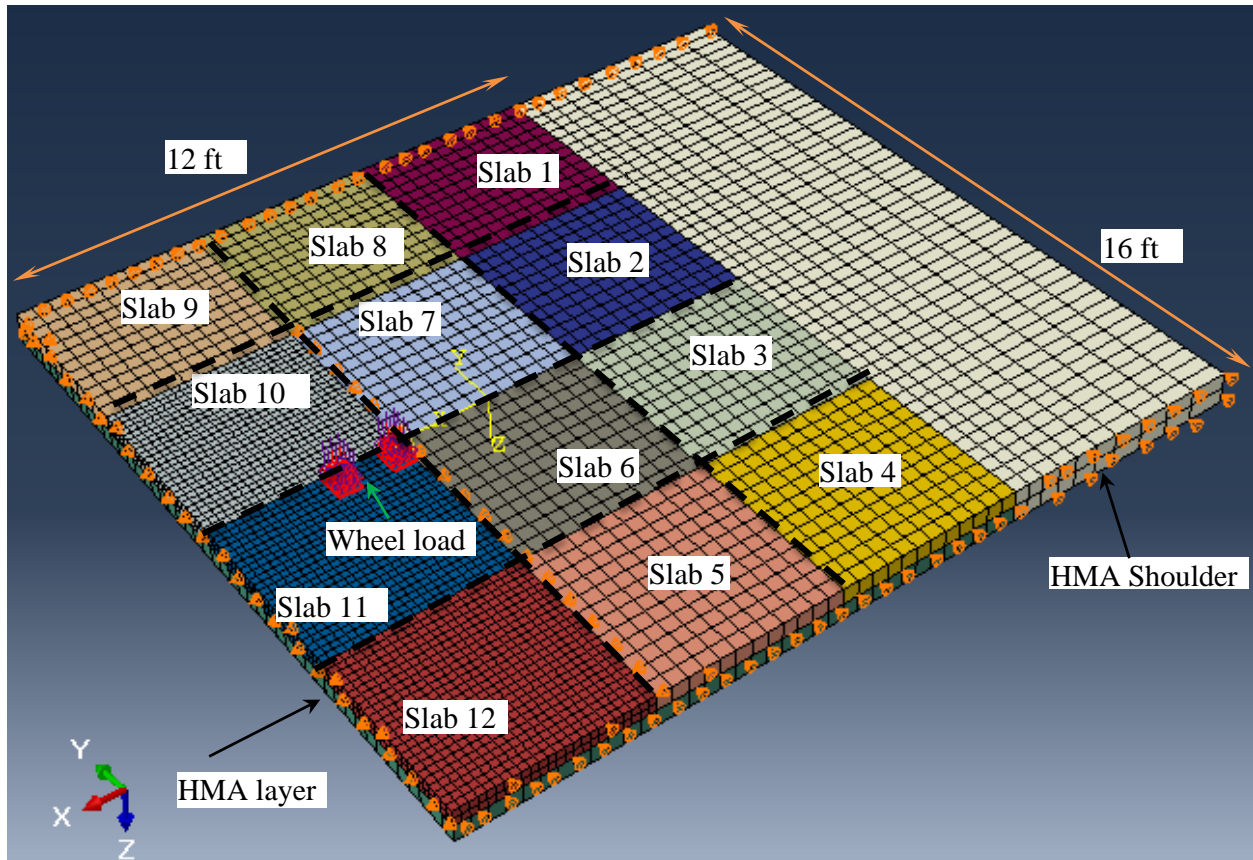 12 ft
Slab 1
Slab 8
Slab 2
16 ft
Slab 9
Slab 7
Slab 3
Slab 10
Y
Z
Slab 6
Slab 4
Wheel load
Slab 5
HMA Shoulder
Slab 11
Slab 12
HMA layer
Y
X
Z